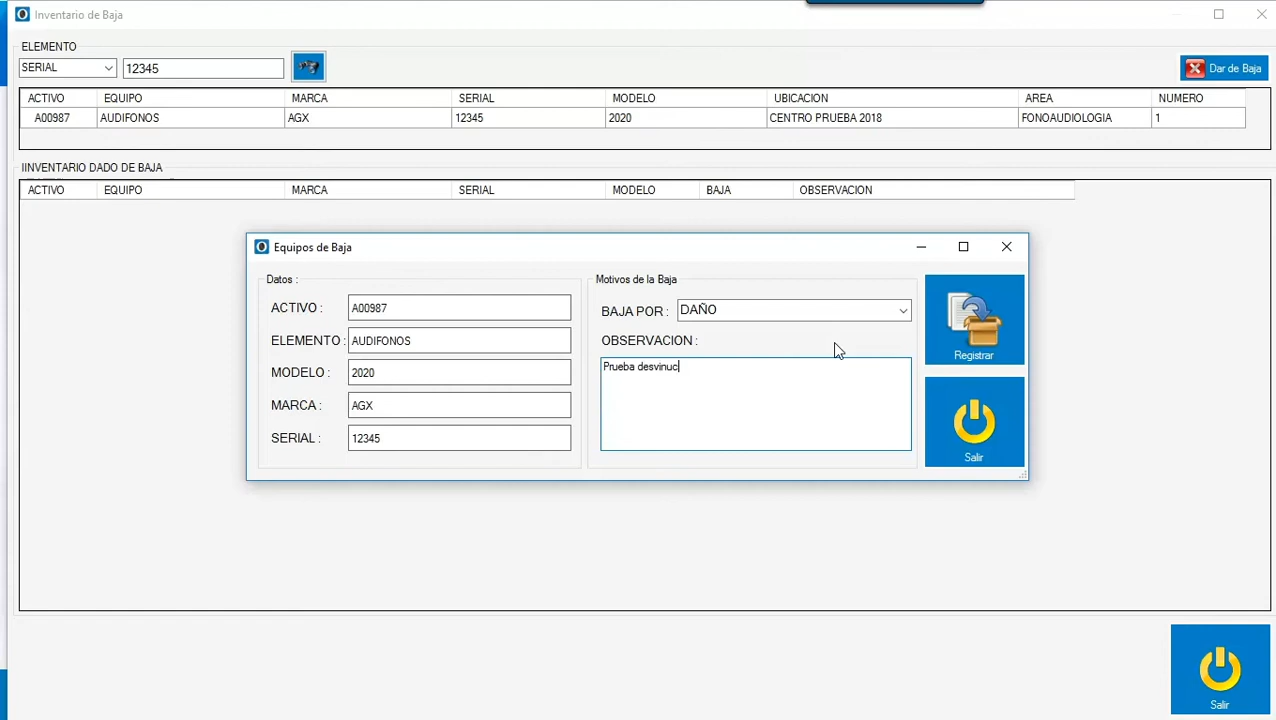 Inventario de Baja
ELEMENTO
SERIAL 12345
Dar de Baja
ACTIVO EQUIPO MARCA SERIAL MODELO UBICACION AREA NUMERO
A00987 AUDIFONOS AGX 12345 2020 CENTRO PRUEBA 2018 FONOAUDIOLOGIA 1
IINVENTARIO DADO DE BAJA
ACTIVO EQUIPO MARCA SERIAL MODELO BAJA OBSERVACION
Equipos de Baja
Datos :
ACTIVO : A00987
ELEMENTO : AUDIFONOS
MODELO : 2020
MARCA : AGX
SERIAL : 12345
Motivos de la Baja
BAJA POR : DAÑO
OBSERVACION :
Prueba desvinuc
Registrar
Salir
Salir